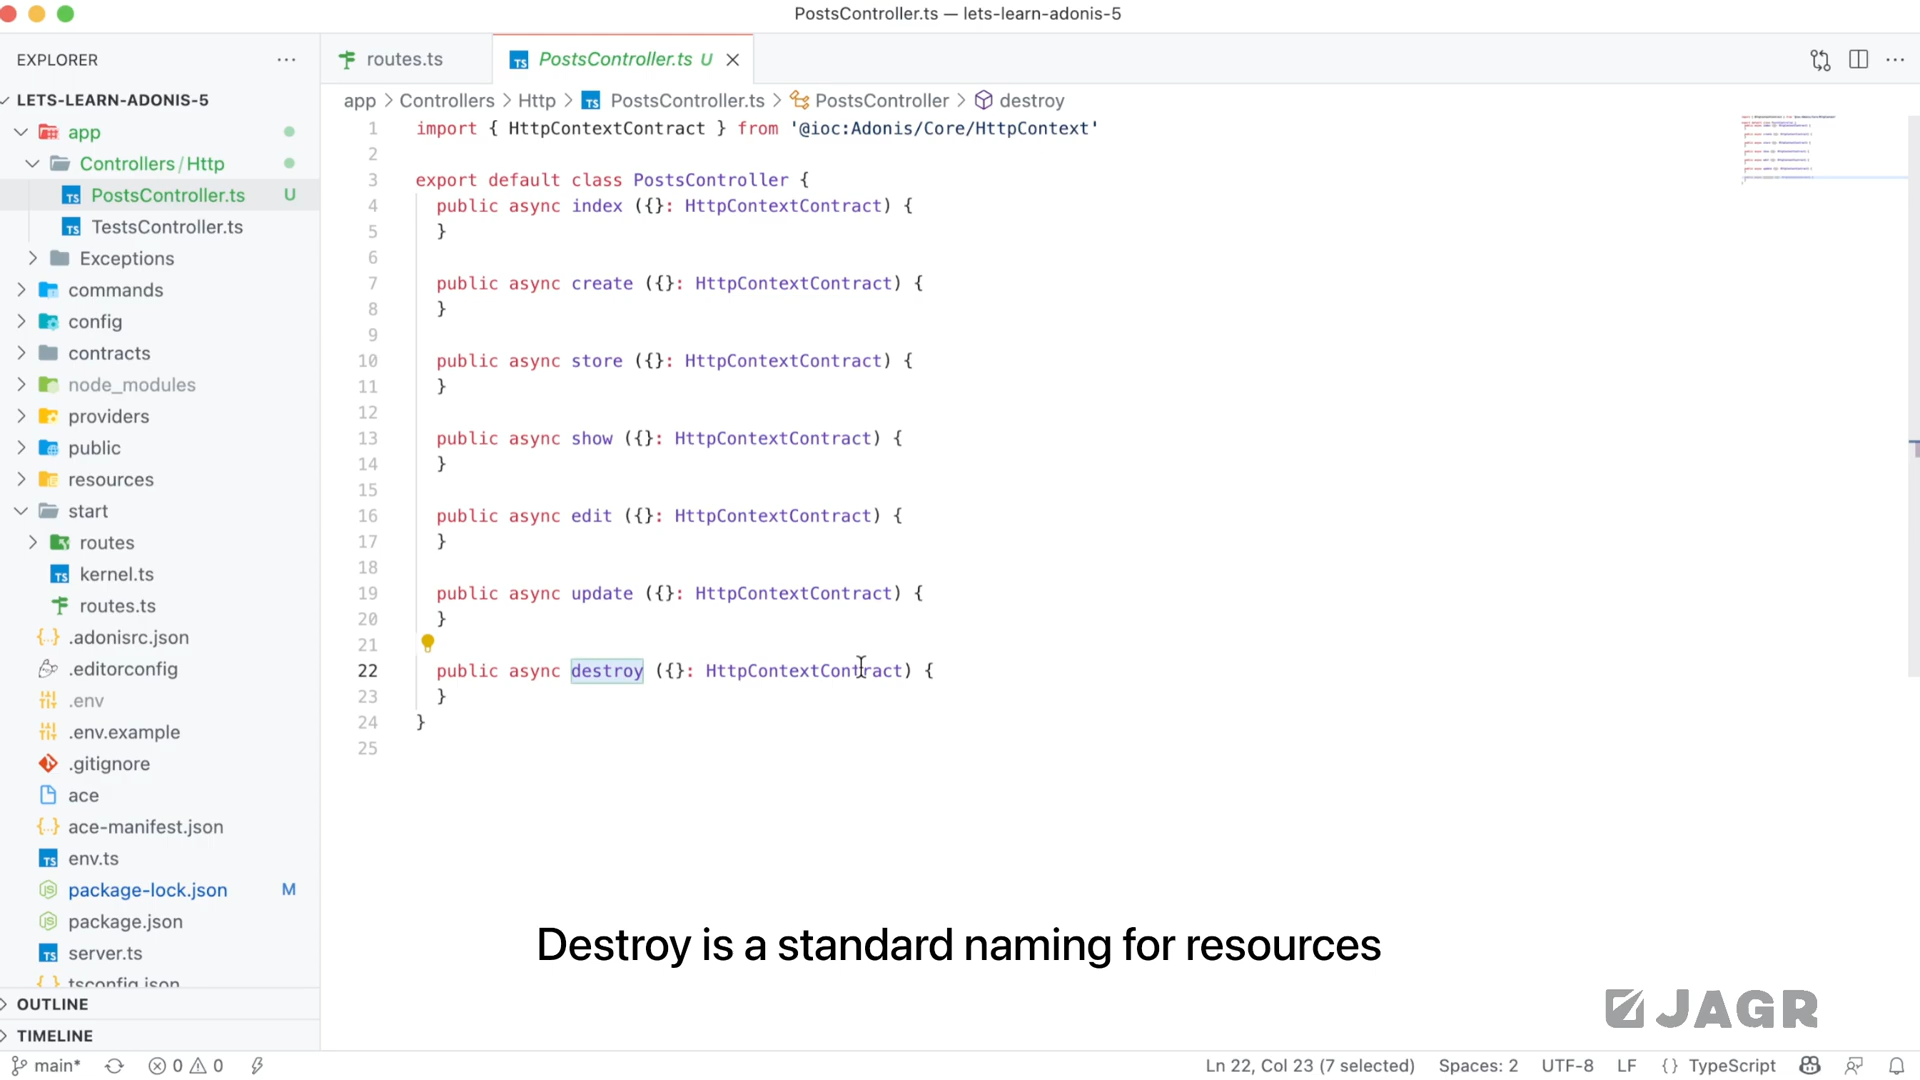 PostsController.ts — lets-learn-adonis-5
EXPLORER
LETS-LEARN-ADONIS-5
app
Controllers/Http
PostsController.ts U
TestsController.ts
Exceptions
commands
config
contracts
node_modules
providers
public
resources
start
routes
kernel.ts
routes.ts
.adonisrc.json
.editorconfig
.env
.env.example
.gitignore
ace
ace-manifest.json
env.ts
package-lock.json M
package.json
server.ts
tsconfig.json
OUTLINE
TIMELINE
routes.ts
PostsController.ts U
app > Controllers > Http > PostsController.ts > PostsController > destroy
1 import { HttpContextContract } from '@ioc:Adonis/Core/HttpContext'
2
3 export default class PostsController {
4 public async index ({}: HttpContextContract) {
5 }
6
7 public async create ({}: HttpContextContract) {
8 }
9
10 public async store ({}: HttpContextContract) {
11 }
12
13 public async show ({}: HttpContextContract) {
14 }
15
16 public async edit ({}: HttpContextContract) {
17 }
18
19 public async update ({}: HttpContextContract) {
20 }
21
22 public async destroy ({}: HttpContextContract) {
23 }
24 }
25
Destroy is a standard naming for resources
JAGR
main* 0 0
Ln 22, Col 23 (7 selected) Spaces: 2 UTF-8 LF {} TypeScript